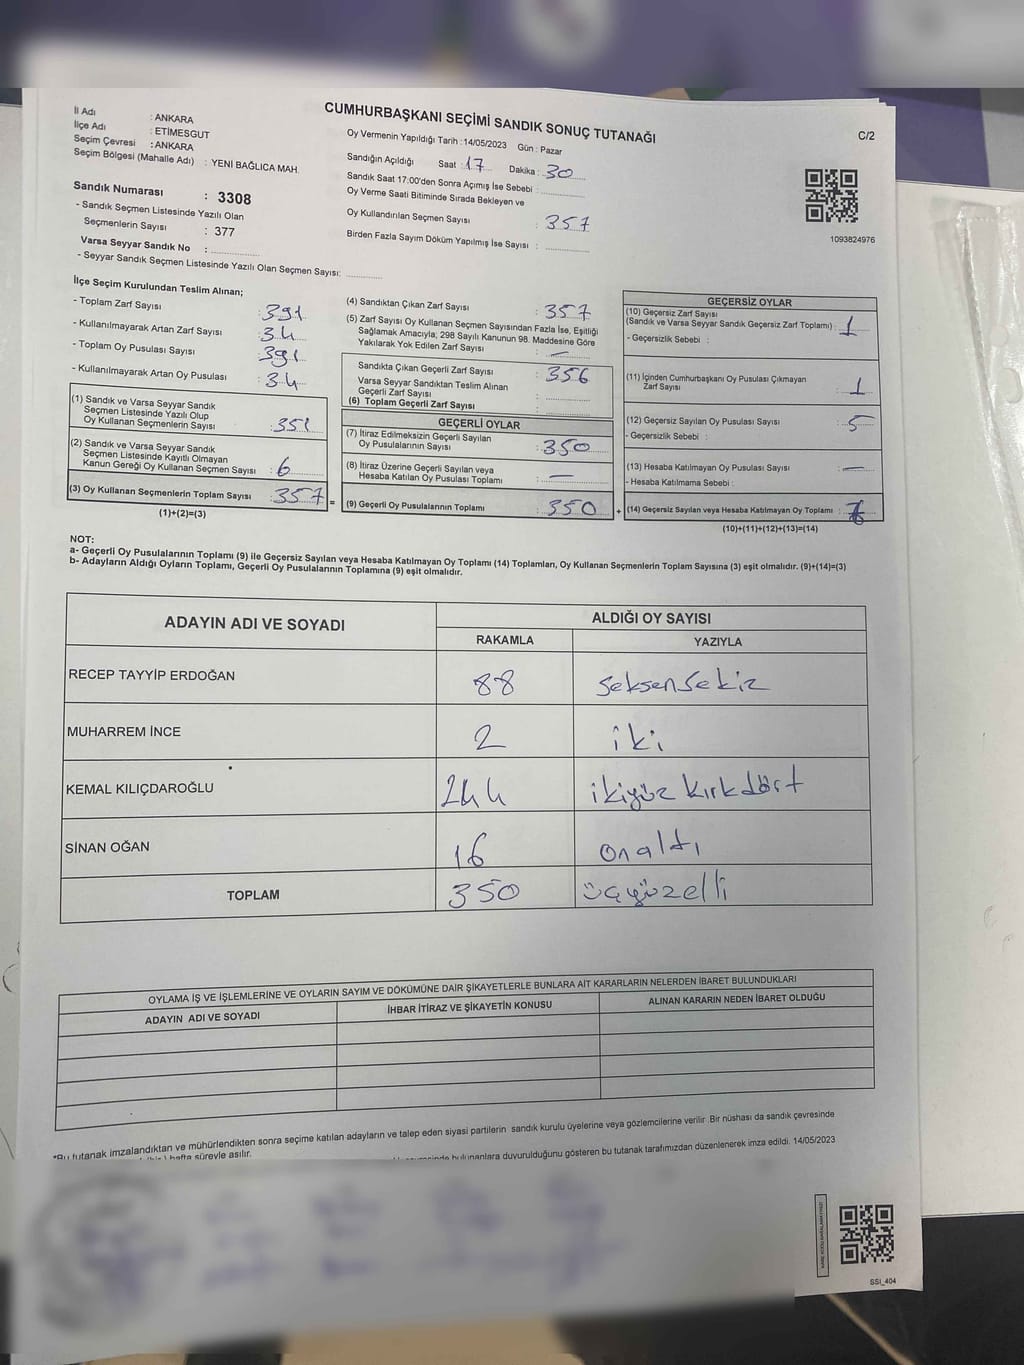 CUMHURBAŞKANI SEÇİMİ SANDIK SONUÇ TUTANAĞI
C/2
İl Adı : ANKARA
İlçe Adı : ETİMESGUT
Seçim Çevresi : ANKARA
Seçim Bölgesi (Mahalle Adı) : YENİ BAĞLICA MAH.
Sandık Numarası : 3308
- Sandık Seçmen Listesinde Yazılı Olan
Seçmenlerin Sayısı : 377
Varsa Seyyar Sandık No :
- Seyyar Sandık Seçmen Listesinde Yazılı Olan Seçmen Sayısı:
Oy Vermenin Yapıldığı Tarih :14/05/2023 Gün : Pazar
Sandığın Açıldığı Saat : 17 Dakika : 30
Sandık Saat 17:00'den Sonra Açımış İse Sebebi :
Oy Verme Saati Bitiminde Sırada Bekleyen ve
Oy Kullandırılan Seçmen Sayısı : 357
Birden Fazla Sayım Döküm Yapılmış İse Sayısı :
1093824976
İlçe Seçim Kurulundan Teslim Alınan;
- Toplam Zarf Sayısı : 391
- Kullanılmayarak Artan Zarf Sayısı : 34
- Toplam Oy Pusulası Sayısı : 391
- Kullanılmayarak Artan Oy Pusulası : 34
(1) Sandık ve Varsa Seyyar Sandık
Seçmen Listesinde Yazılı Olup
Oy Kullanan Seçmenlerin Sayısı : 351
(2) Sandık ve Varsa Seyyar Sandık
Seçmen Listesinde Kayıtlı Olmayan
Kanun Gereği Oy Kullanan Seçmen Sayısı : 6
(3) Oy Kullanan Seçmenlerin Toplam Sayısı : 357 =
(1)+(2)=(3)
(4) Sandıktan Çıkan Zarf Sayısı : 357
(5) Zarf Sayısı Oy Kullanan Seçmen Sayısından Fazla İse, Eşitliği
Sağlamak Amacıyla; 298 Sayılı Kanunun 98. Maddesine Göre
Yakılarak Yok Edilen Zarf Sayısı : —
Sandıkta Çıkan Geçerli Zarf Sayısı : 356
Varsa Seyyar Sandıktan Teslim Alınan
Geçerli Zarf Sayısı :
(6) Toplam Geçerli Zarf Sayısı :
GEÇERLİ OYLAR
(7) İtiraz Edilmeksizin Geçerli Sayılan
Oy Pusulalarının Sayısı : 350
(8) İtiraz Üzerine Geçerli Sayılan veya
Hesaba Katılan Oy Pusulası Toplamı : —
(9) Geçerli Oy Pusulalarının Toplamı : 350 +
GEÇERSİZ OYLAR
(10) Geçersiz Zarf Sayısı
(Sandık ve Varsa Seyyar Sandık Geçersiz Zarf Toplamı) : 1
- Geçersizlik Sebebi :
(11) İçinden Cumhurbaşkanı Oy Pusulası Çıkmayan
Zarf Sayısı : 1
(12) Geçersiz Sayılan Oy Pusulası Sayısı : 5
- Geçersizlik Sebebi :
(13) Hesaba Katılmayan Oy Pusulası Sayısı : —
- Hesaba Katılmama Sebebi :
(14) Geçersiz Sayılan veya Hesaba Katılmayan Oy Toplamı : 7
(10)+(11)+(12)+(13)=(14)
NOT:
a- Geçerli Oy Pusulalarının Toplamı (9) ile Geçersiz Sayılan veya Hesaba Katılmayan Oy Toplamı (14) Toplamları, Oy Kullanan Seçmenlerin Toplam Sayısına (3) eşit olmalıdır. (9)+(14)=(3)
b- Adayların Aldığı Oyların Toplamı, Geçerli Oy Pusulalarının Toplamına (9) eşit olmalıdır.
ADAYIN ADI VE SOYADI ALDIĞI OY SAYISI
RAKAMLA YAZIYLA
RECEP TAYYİP ERDOĞAN 88 Seksensekiz
MUHARREM İNCE 2 iki
KEMAL KILIÇDAROĞLU 244 ikiyüz kırkdört
SİNAN OĞAN 16 onaltı
TOPLAM 350 üçyüzelli
OYLAMA İŞ VE İŞLEMLERİNE VE OYLARIN SAYIM VE DÖKÜMÜNE DAİR ŞİKAYETLERLE BUNLARA AİT KARARLARIN NELERDEN İBARET BULUNDUKLARI
ADAYIN ADI VE SOYADI İHBAR İTİRAZ VE ŞİKAYETİN KONUSU ALINAN KARARIN NEDEN İBARET OLDUĞU
*Bu tutanak imzalandıktan ve mühürlendikten sonra seçime katılan adayların ve talep eden siyasi partilerin sandık kurulu üyelerine veya gözlemcilerine verilir. Bir nüshası da sandık çevresinde
hafta süreyle asılır.
bulunanlara duyurulduğunu gösteren bu tutanak tarafımızdan düzenlenerek imza edildi. 14/05/2023
SSI_404